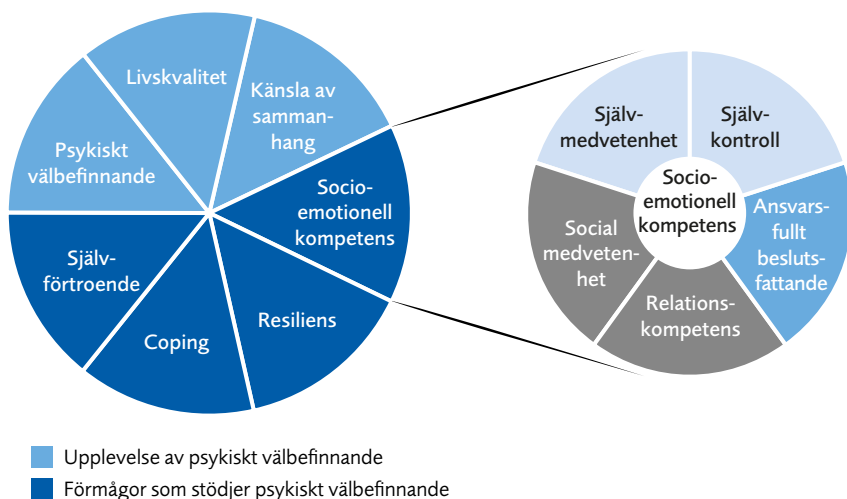 Livskvalitet
Känsla av
samman-
hang
Psykiskt
välbefinnande
Socio-
emotionell
kompetens
Själv-
förtroende
Coping
Resiliens
Själv-
medvetenhet
Själv-
kontroll
Socio-
emotionell
kompetens
Ansvars-
fullt
besluts-
fattande
Social
medveten-
het
Relations-
kompetens
Upplevelse av psykiskt välbefinnande
Förmågor som stödjer psykiskt välbefinnande